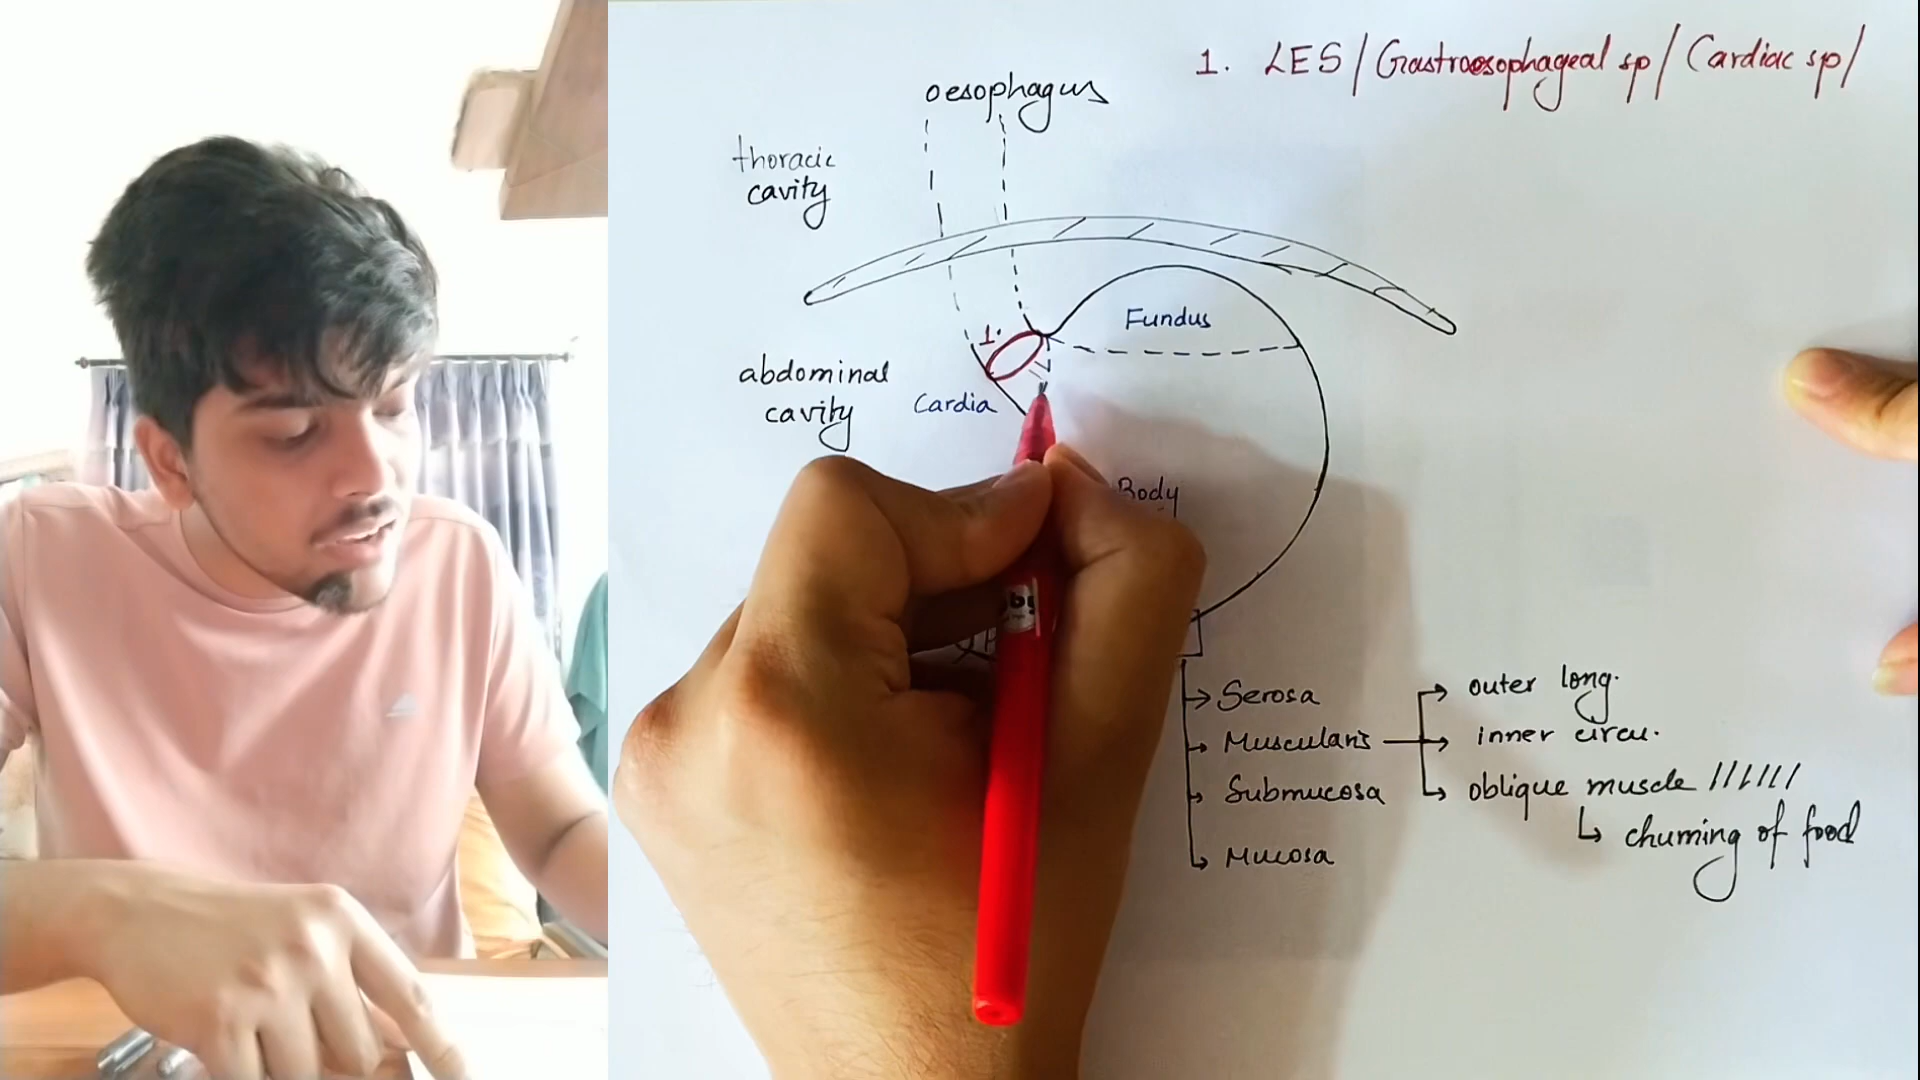 1. LES/Gastroesophageal sp/Cardiac sp/
oesophagus
thoracic
cavity
1.
Fundus
abdominal
cavity
Cardia
Body
Serosa
Muscularis
Submucosa
Mucosa
outer long.
inner circu.
oblique muscle
churning of food